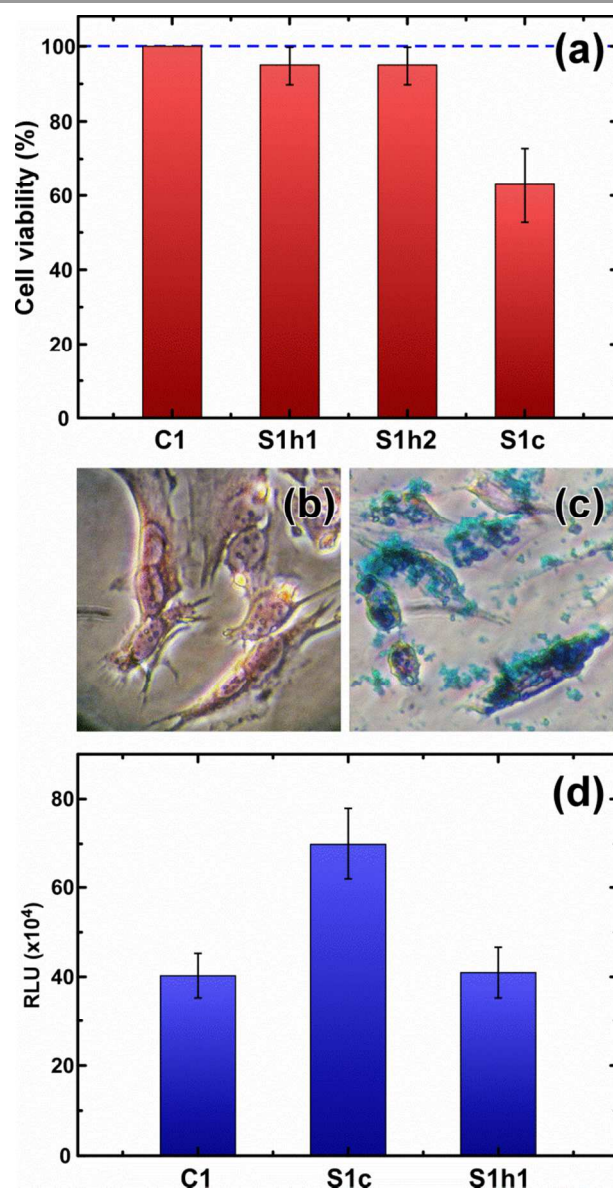 (a)
Cell viability (%)
100
80
60
40
20
0
C1 S1h1 S1h2 S1c
(b)
(c)
(d)
RLU (x10⁴)
80
60
40
20
0
C1 S1c S1h1